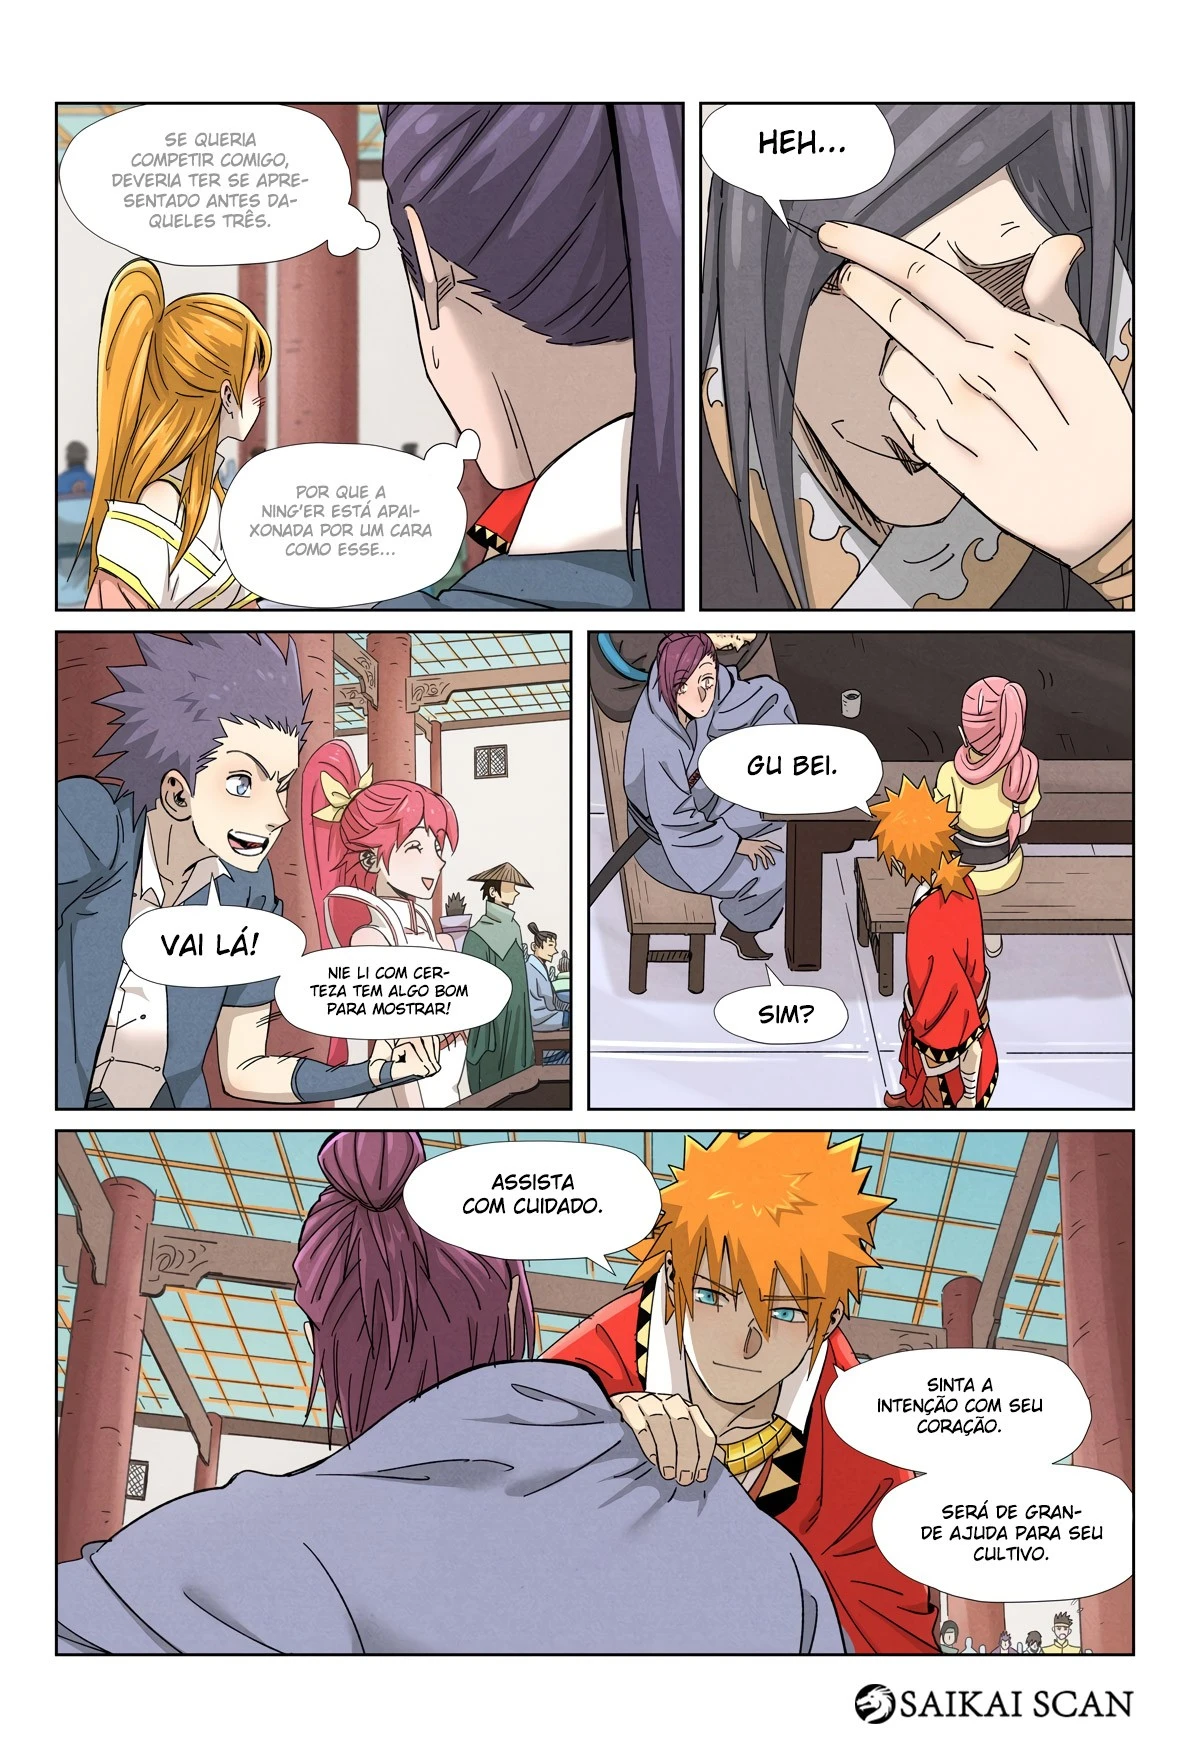 SE QUERIA
COMPETIR COMIGO,
DEVERIA TER SE APRE-
SENTADO ANTES DA-
QUELES TRÊS.
POR QUE A
NING'ER ESTÁ APAI-
XONADA POR UM CARA
COMO ESSE...
HEH...
VAI LÁ!
NIE LI COM CER-
TEZA TEM ALGO BOM
PARA MOSTRAR!
GU BEI.
SIM?
ASSISTA
COM CUIDADO.
SINTA A
INTENÇÃO COM SEU
CORAÇÃO.
SERÁ DE GRAN-
DE AJUDA PARA SEU
CULTIVO.
SAIKAI SCAN